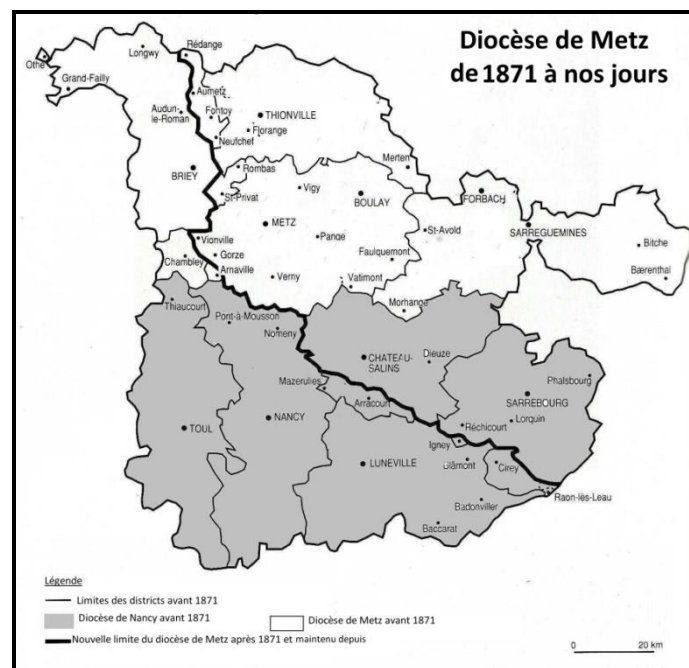 Diocèse de Metz
de 1871 à nos jours
Rédange
Longwy
Othe
Grand-Failly
Aumetz
Audun-
le-Roman
Fontoy
THIONVILLE
Florange
Neufchef
Rombas
Merten
BRIEY
Vigy
BOULAY
FORBACH
St-Privat
METZ
St-Avold
SARREGUEMINES
Vionville
Pange
Bitche
Gorze
Faulquemont
Chambley
Arnaville
Verny
Vatimont
Bærenthal
Thiaucourt
Pont-à-Mousson
Morhange
Nomeny
CHATEAU-
SALINS
Dieuze
Phalsbourg
Mazerulies
Arracourt
SARREBOURG
TOUL
NANCY
Réchicourt
Lorquin
Igney
LUNEVILLE
Blâmont
Cirey
Raon-lès-Leau
Badonviller
Baccarat
Légende
Limites des districts avant 1871
Diocèse de Nancy avant 1871
Diocèse de Metz avant 1871
Nouvelle limite du diocèse de Metz après 1871 et maintenu depuis
0 20 km